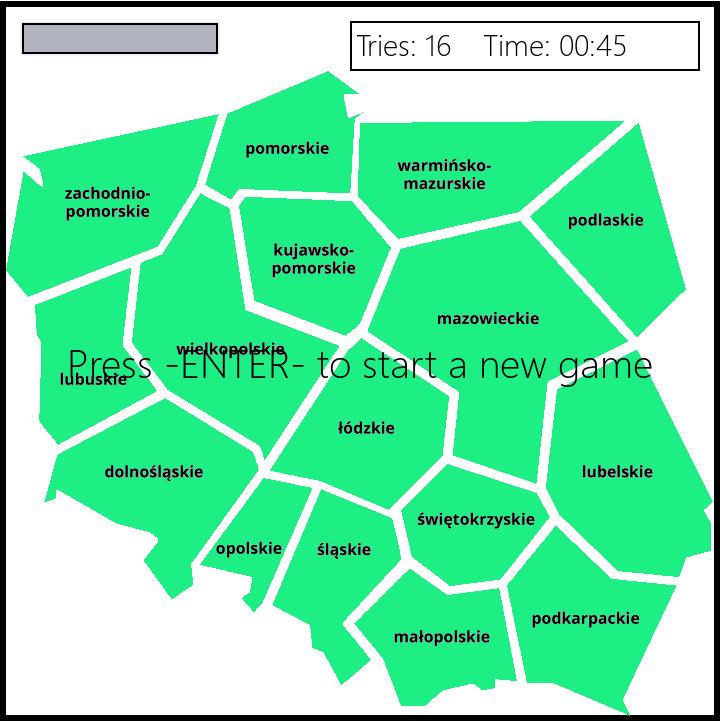 Tries: 16 Time: 00:45
pomorskie
warmińsko-
mazurskie
zachodnio-
pomorskie
podlaskie
kujawsko-
pomorskie
mazowieckie
wielkopolskie
Press -ENTER- to start a new game
lubuskie
łódzkie
dolnośląskie
lubelskie
świętokrzyskie
opolskie
śląskie
podkarpackie
małopolskie